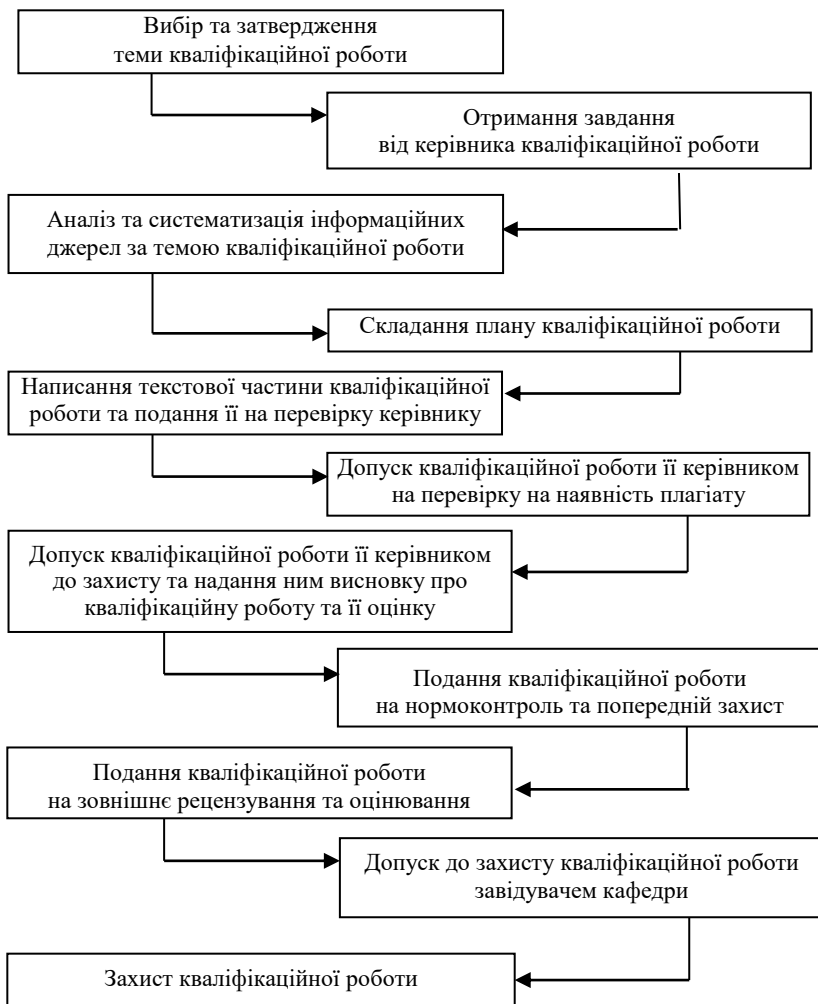 Вибір та затвердження
теми кваліфікаційної роботи
Отримання завдання
від керівника кваліфікаційної роботи
Аналіз та систематизація інформаційних
джерел за темою кваліфікаційної роботи
Складання плану кваліфікаційної роботи
Написання текстової частини кваліфікаційної
роботи та подання її на перевірку керівнику
Допуск кваліфікаційної роботи її керівником
на перевірку на наявність плагіату
Допуск кваліфікаційної роботи її керівником
до захисту та надання ним висновку про
кваліфікаційну роботу та її оцінку
Подання кваліфікаційної роботи
на нормоконтроль та попередній захист
Подання кваліфікаційної роботи
на зовнішнє рецензування та оцінювання
Допуск до захисту кваліфікаційної роботи
завідувачем кафедри
Захист кваліфікаційної роботи